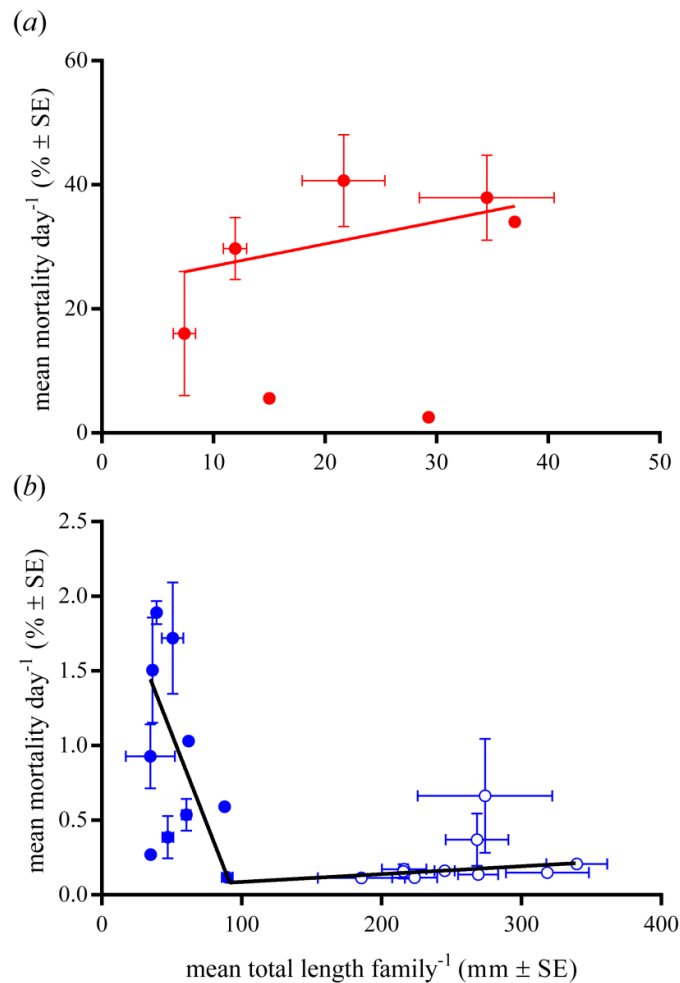 (a)
60
40
20
0
mean mortality day⁻¹ (% ± SE)
0 10 20 30 40 50
(b)
2.5
2.0
1.5
1.0
0.5
0.0
mean mortality day⁻¹ (% ± SE)
0 100 200 300 400
mean total length family⁻¹ (mm ± SE)